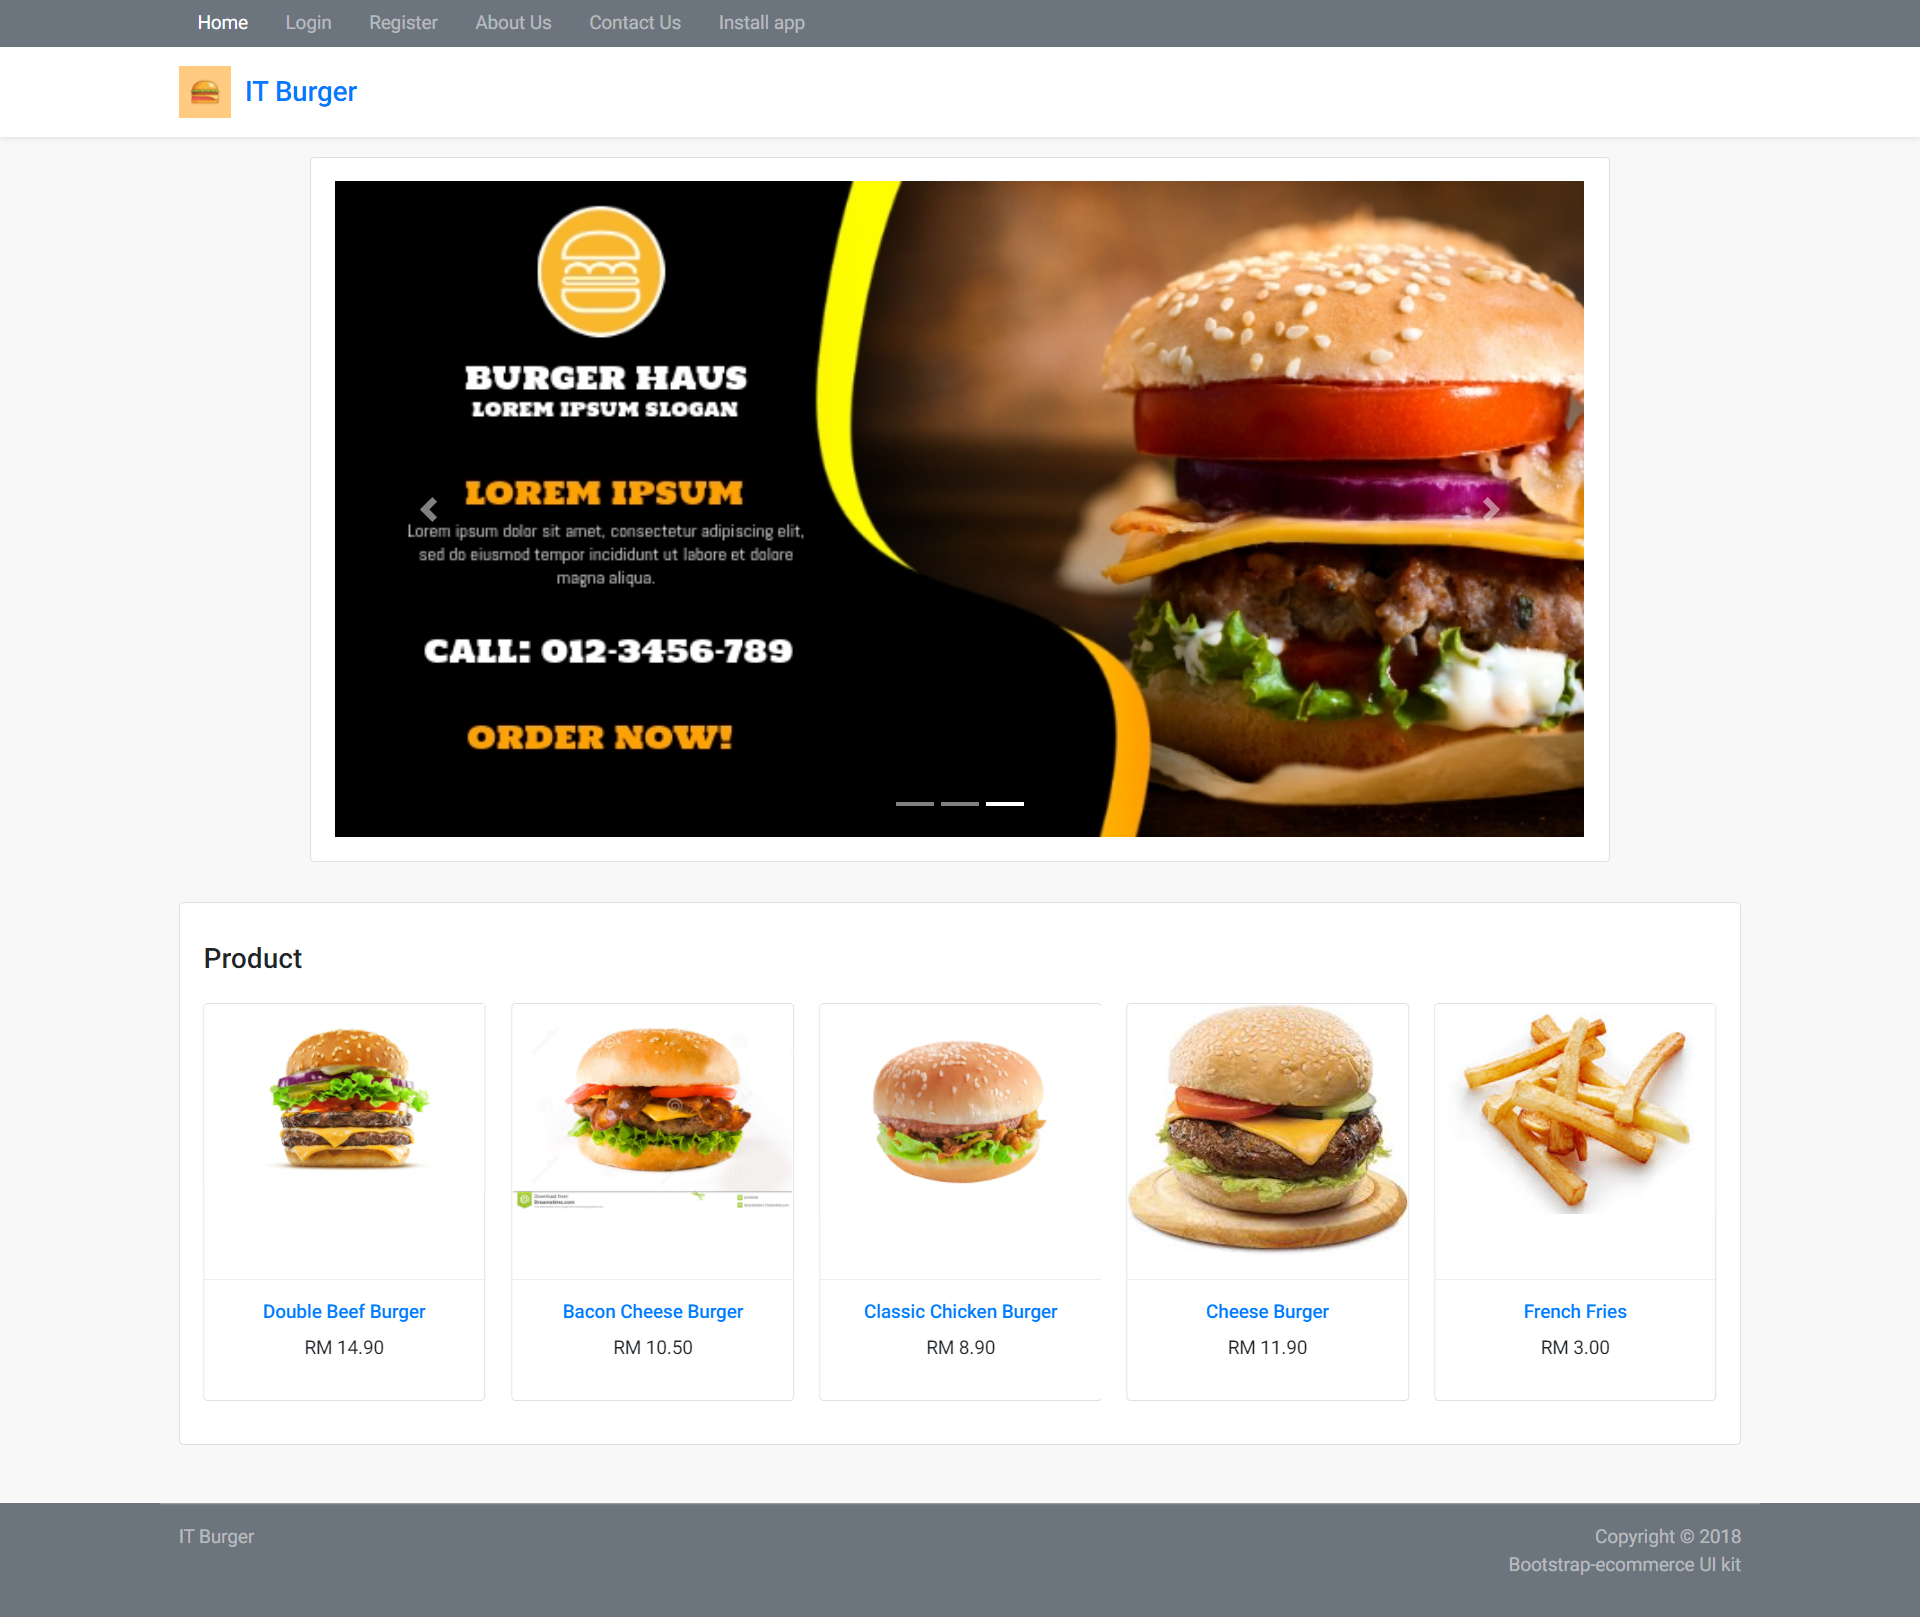 Home Login Register About Us Contact Us Install app
IT Burger
BURGER HAUS
LOREM IPSUM SLOGAN
LOREM IPSUM
Lorem ipsum dolor sit amet, consectetur adipiscing elit,
sed do eiusmod tempor incididunt ut labore et dolore
magna aliqua.
CALL: 012-3456-789
ORDER NOW!
Product
Download from
Dreamstime.com
Double Beef Burger
RM 14.90
Bacon Cheese Burger
RM 10.50
Classic Chicken Burger
RM 8.90
Cheese Burger
RM 11.90
French Fries
RM 3.00
IT Burger
Copyright © 2018
Bootstrap-ecommerce UI kit